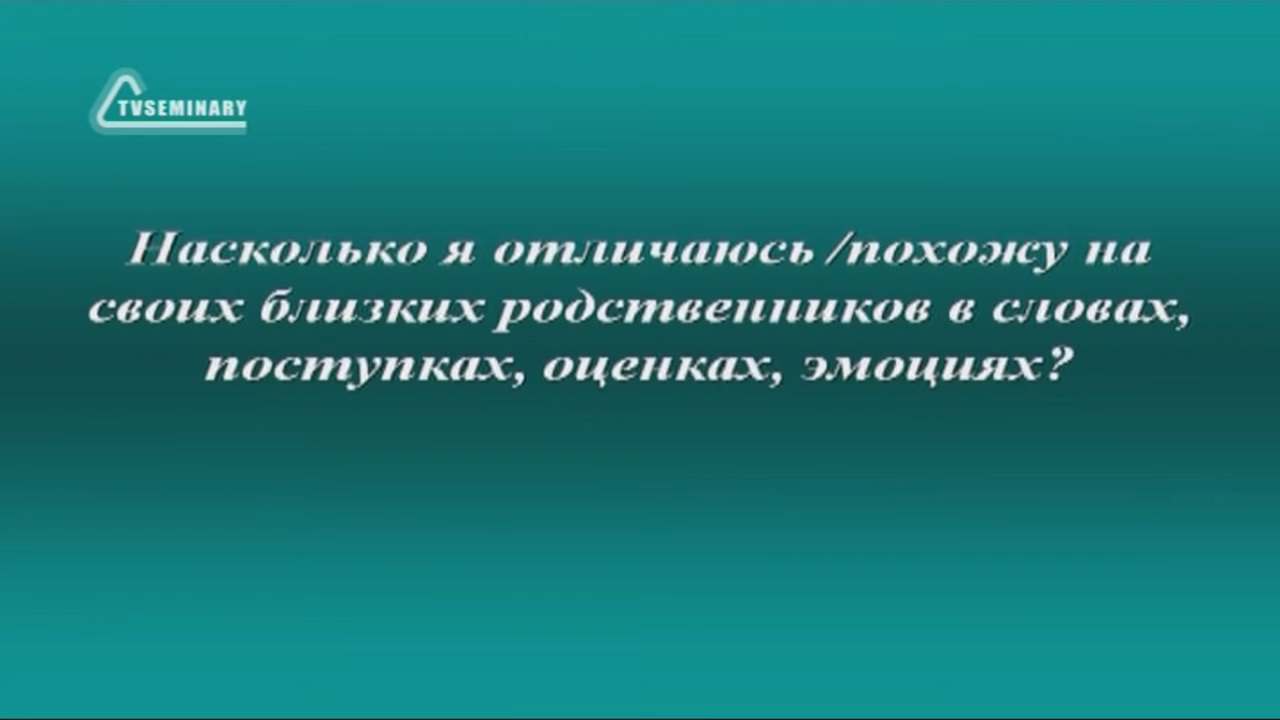 TVSEMINARY
Насколько я отличаюсь /похожу на
своих близких родственников в словах,
поступках, оценках, эмоциях?